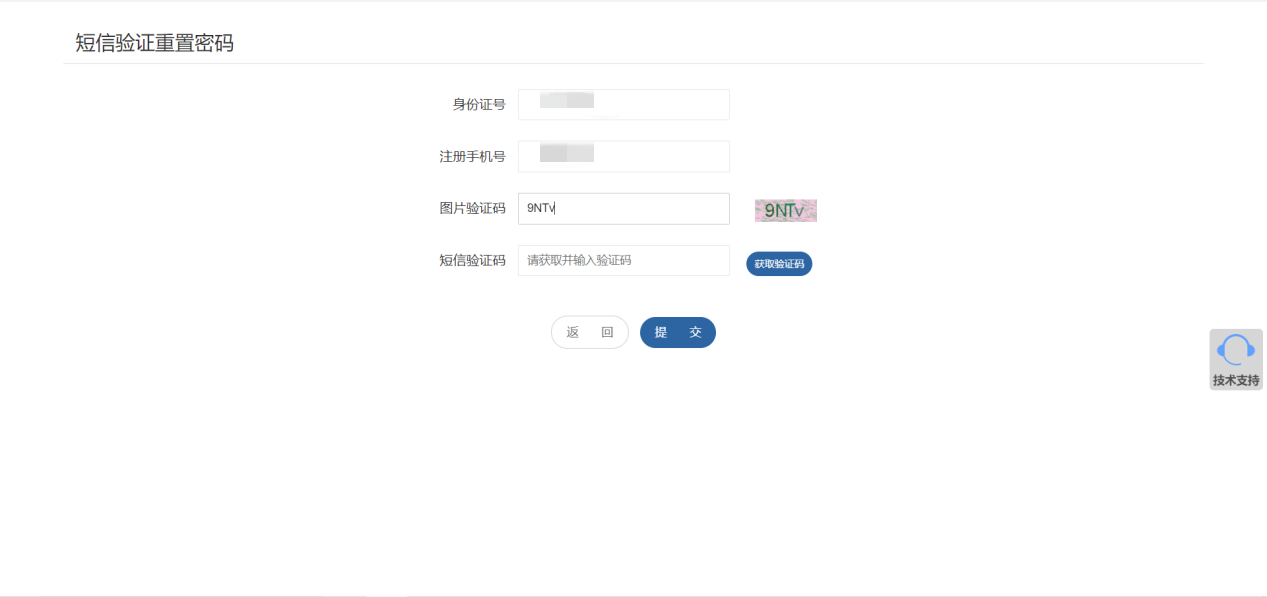 短信验证重置密码
身份证号
注册手机号
图片验证码 9NTv 9NTv
短信验证码 请获取并输入验证码 获取验证码
返 回 提 交
技术支持